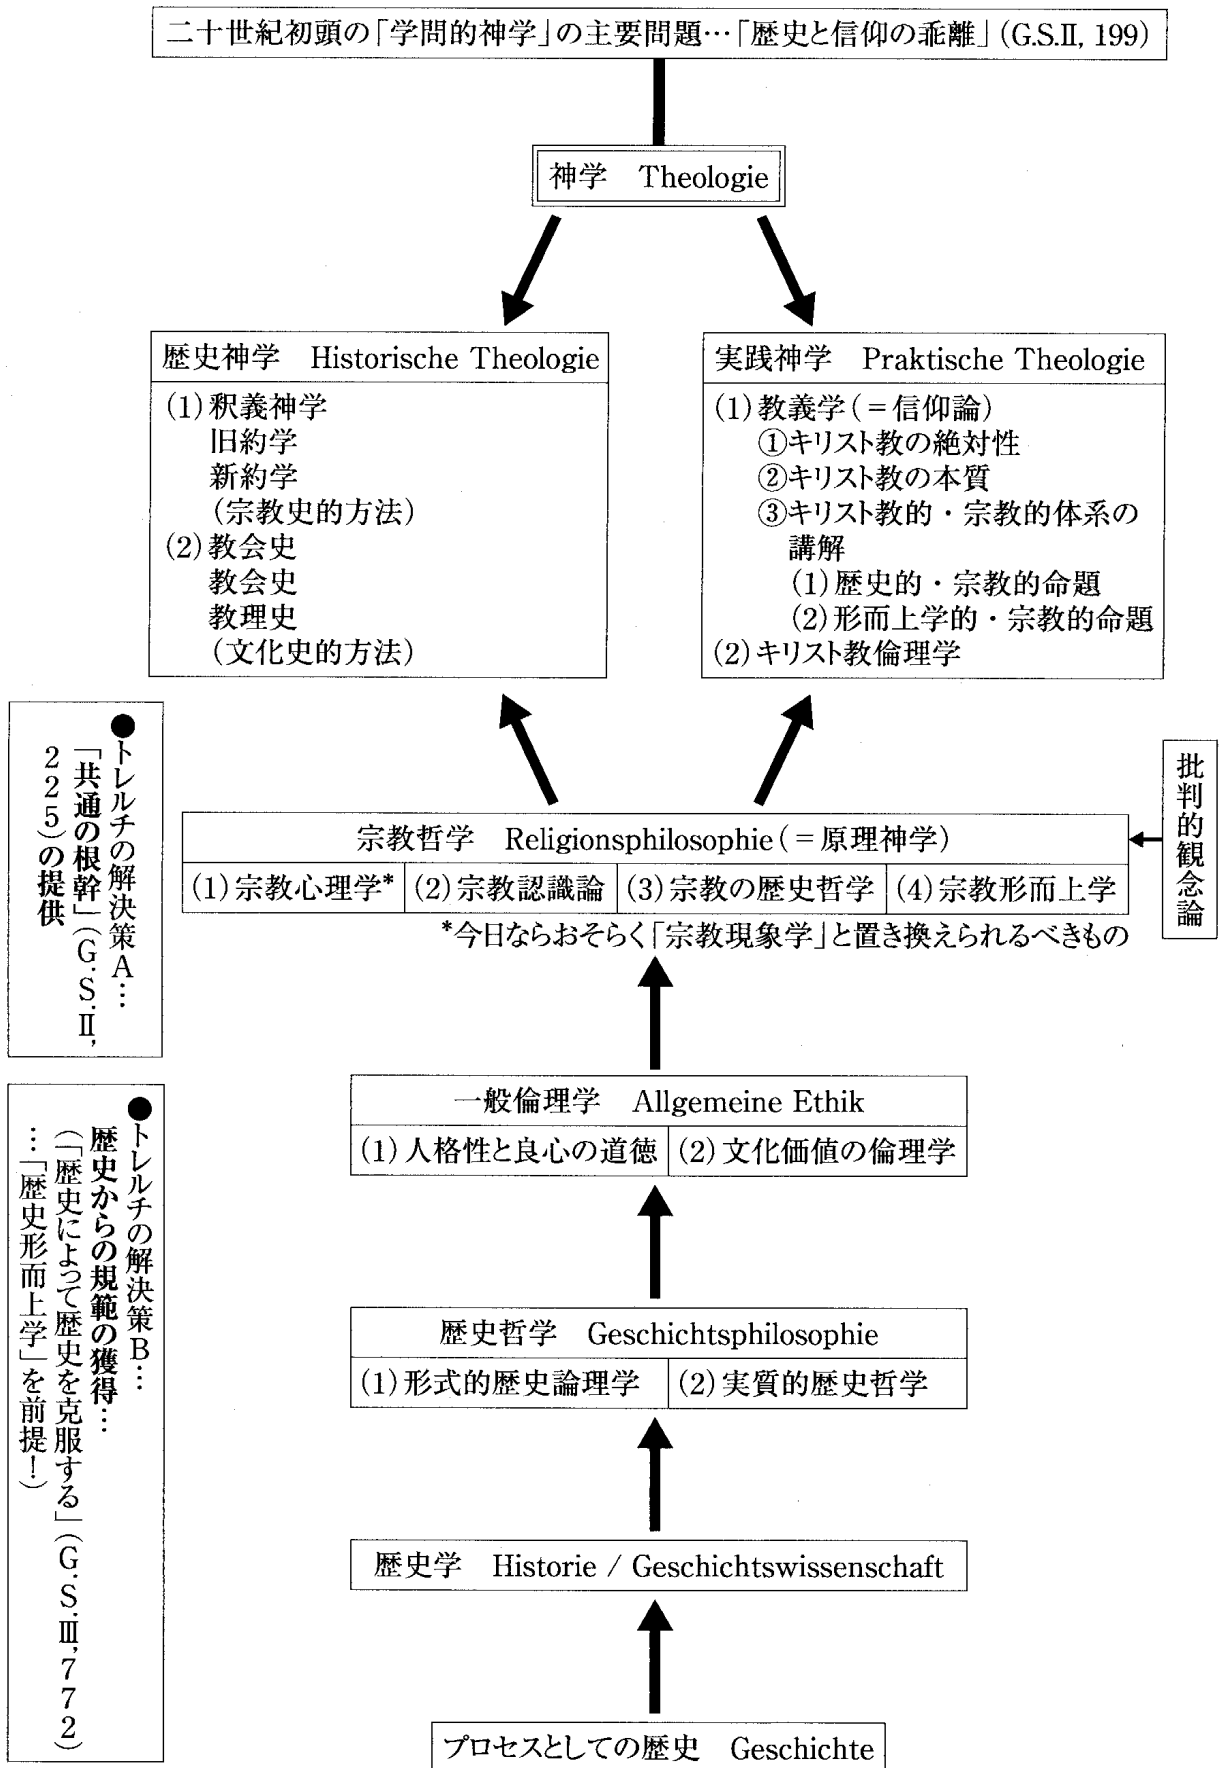 二十世紀初頭の「学問的神学」の主要問題…「歴史と信仰の乖離」(G.S.Ⅱ, 199)
神学　Theologie
歴史神学　Historische Theologie
(1)釈義神学
旧約学
新約学
(宗教史的方法)
(2)教会史
教会史
教理史
(文化史的方法)
実践神学　Praktische Theologie
(1)教義学(=信仰論)
①キリスト教の絶対性
②キリスト教の本質
③キリスト教的・宗教的体系の
講解
(1)歴史的・宗教的命題
(2)形而上学的・宗教的命題
(2)キリスト教倫理学
●トレルチの解決策A…
「共通の根幹」(G.S.Ⅱ,
225)の提供
批判的観念論
宗教哲学　Religionsphilosophie(=原理神学)
(1)宗教心理学*
(2)宗教認識論
(3)宗教の歴史哲学
(4)宗教形而上学
*今日ならおそらく「宗教現象学」と置き換えられるべきもの
●トレルチの解決策B…
歴史からの規範の獲得…
(「歴史によって歴史を克服する」(G.S.Ⅲ,772)
…「歴史形而上学」を前提!)
一般倫理学　Allgemeine Ethik
(1)人格性と良心の道徳
(2)文化価値の倫理学
歴史哲学　Geschichtsphilosophie
(1)形式的歴史論理学
(2)実質的歴史哲学
歴史学　Historie / Geschichtswissenschaft
プロセスとしての歴史　Geschichte